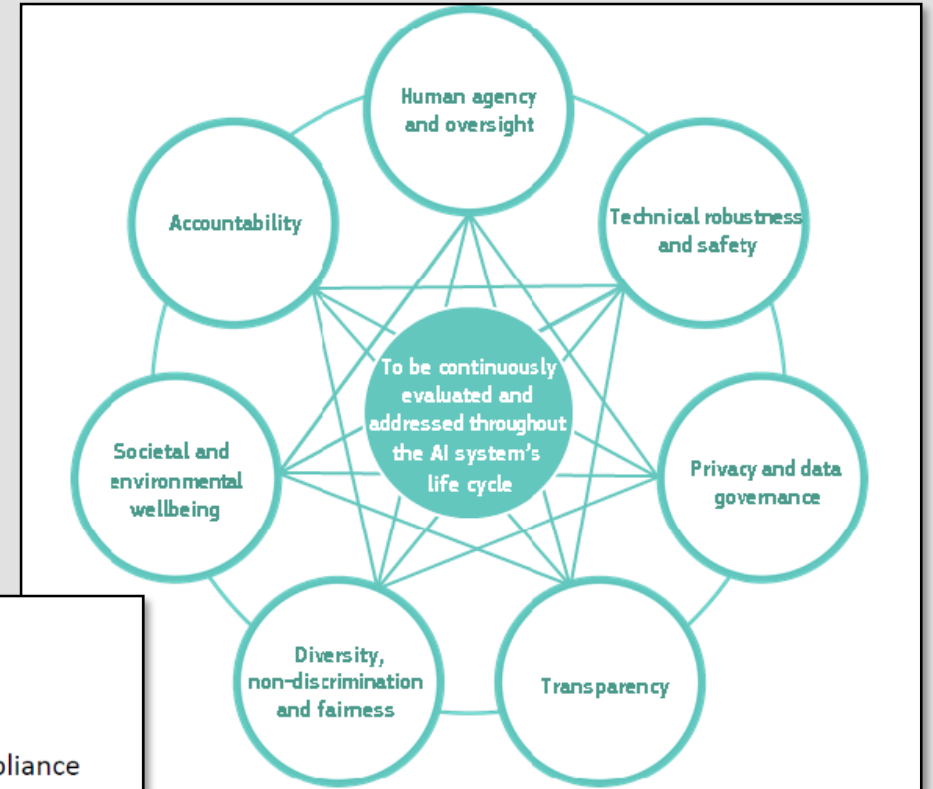 Human agency
and oversight
Technical robustness
and safety
Accountability
To be continuously
evaluated and
addressed throughout
the AI system's
life cycle
Societal and
environmental
wellbeing
Privacy and data
governance
Diversity,
non-discrimination
and fairness
Transparency